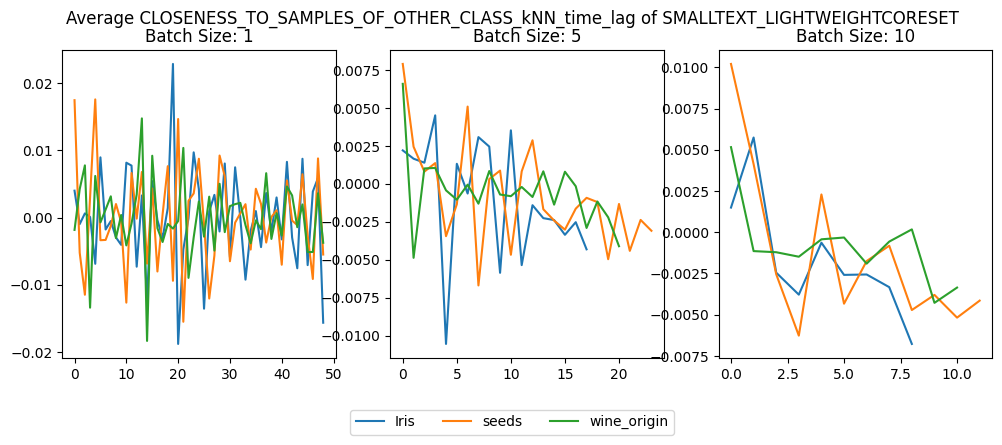 Average CLOSENESS_TO_SAMPLES_OF_OTHER_CLASS_kNN_time_lag of SMALLTEXT_LIGHTWEIGHTCORESET
Batch Size: 1
0.02
0.01
0.00
−0.01
−0.02
0 10 20 30 40 50
Batch Size: 5
0.0075
0.0050
0.0025
0.0000
−0.0025
−0.0050
−0.0075
−0.0100
0 5 10 15 20
Batch Size: 10
0.0100
0.0075
0.0050
0.0025
0.0000
−0.0025
−0.0050
−0.0075
0.0 2.5 5.0 7.5 10.0
Iris seeds wine_origin